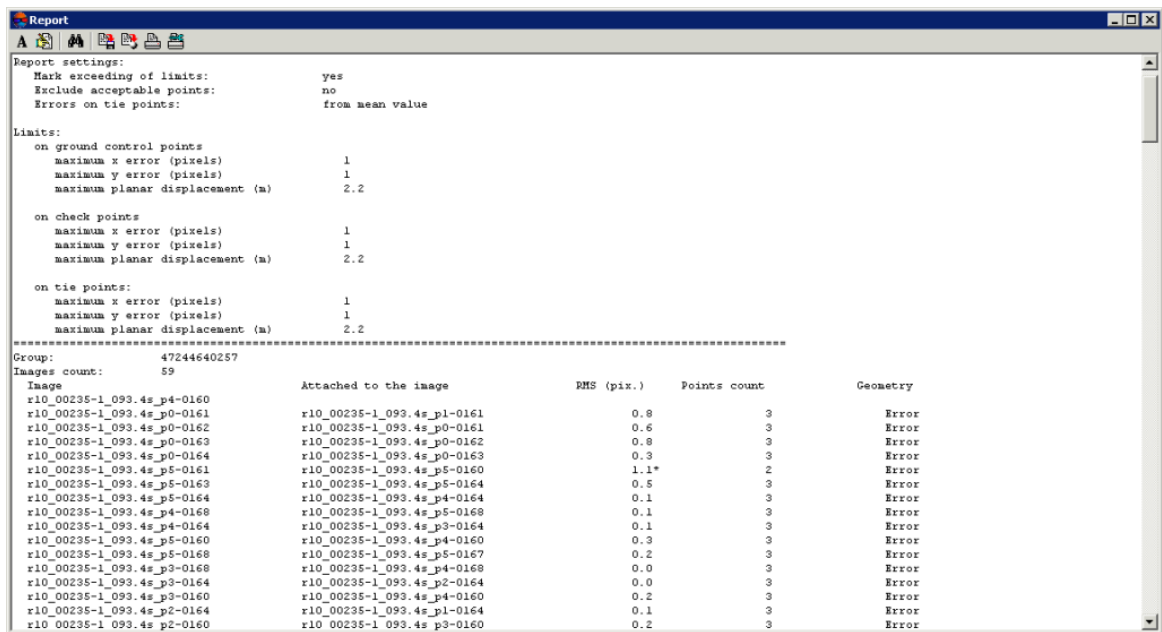 Report
Report settings:
Mark exceeding of limits: yes
Exclude acceptable points: no
Errors on tie points: from mean value
Limits:
on ground control points
maximum x error (pixels) 1
maximum y error (pixels) 1
maximum planar displacement (m) 2.2
on check points
maximum x error (pixels) 1
maximum y error (pixels) 1
maximum planar displacement (m) 2.2
on tie points:
maximum x error (pixels) 1
maximum y error (pixels) 1
maximum planar displacement (m) 2.2
Group: 47244640257
Images count: 59
Image Attached to the image RMS (pix.) Points count Geometry
r10_00235-1_093.4s_p4-0160
r10_00235-1_093.4s_p0-0161 r10_00235-1_093.4s_p1-0161 0.8 3 Error
r10_00235-1_093.4s_p0-0162 r10_00235-1_093.4s_p0-0161 0.6 3 Error
r10_00235-1_093.4s_p0-0163 r10_00235-1_093.4s_p0-0162 0.8 3 Error
r10_00235-1_093.4s_p0-0164 r10_00235-1_093.4s_p0-0163 0.3 3 Error
r10_00235-1_093.4s_p5-0161 r10_00235-1_093.4s_p5-0160 1.1* 2 Error
r10_00235-1_093.4s_p5-0163 r10_00235-1_093.4s_p5-0164 0.5 3 Error
r10_00235-1_093.4s_p5-0164 r10_00235-1_093.4s_p4-0164 0.1 3 Error
r10_00235-1_093.4s_p4-0168 r10_00235-1_093.4s_p5-0168 0.1 3 Error
r10_00235-1_093.4s_p4-0164 r10_00235-1_093.4s_p3-0164 0.1 3 Error
r10_00235-1_093.4s_p5-0160 r10_00235-1_093.4s_p4-0160 0.3 3 Error
r10_00235-1_093.4s_p5-0168 r10_00235-1_093.4s_p5-0167 0.2 3 Error
r10_00235-1_093.4s_p3-0168 r10_00235-1_093.4s_p4-0168 0.0 3 Error
r10_00235-1_093.4s_p3-0164 r10_00235-1_093.4s_p2-0164 0.0 3 Error
r10_00235-1_093.4s_p3-0160 r10_00235-1_093.4s_p4-0160 0.2 3 Error
r10_00235-1_093.4s_p2-0164 r10_00235-1_093.4s_p1-0164 0.1 3 Error
r10_00235-1_093.4s_p2-0160 r10_00235-1_093.4s_p3-0160 0.2 3 Error